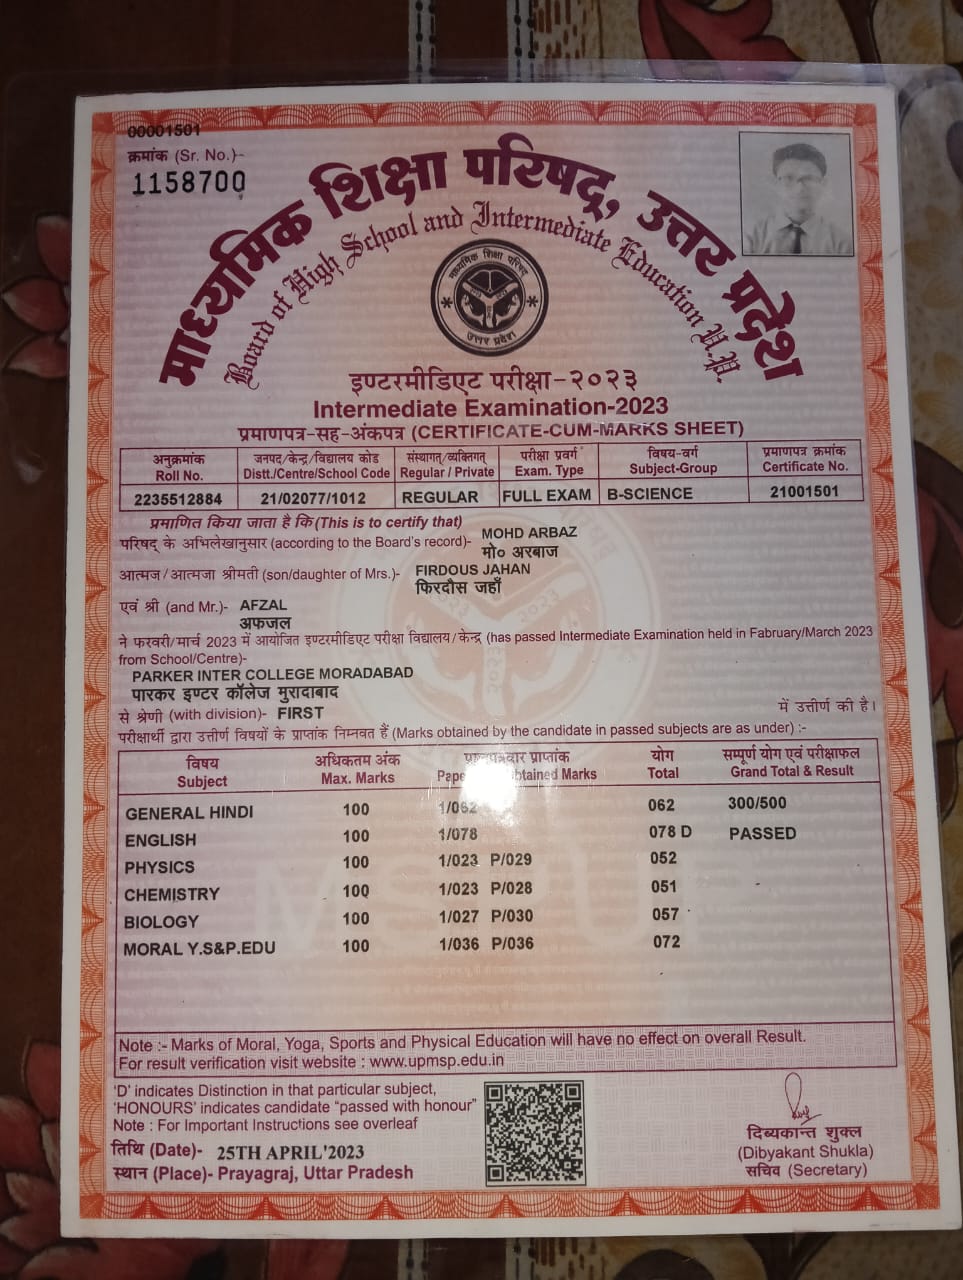 00001501
क्रमांक (Sr. No.)-
1158700
माध्यमिक शिक्षा परिषद्, उत्तर प्रदेश
Board of High School and Intermediate Education U.P.
माध्यमिक शिक्षा परिषद्
उत्तर प्रदेश
इण्टरमीडिएट परीक्षा-२०२३
Intermediate Examination-2023
प्रमाणपत्र-सह-अंकपत्र (CERTIFICATE-CUM-MARKS SHEET)
अनुक्रमांक जनपद/केन्द्र/विद्यालय कोड संस्थागत/व्यक्तिगत परीक्षा प्रवर्ग विषय-वर्ग प्रमाणपत्र क्रमांक
Roll No. Distt./Centre/School Code Regular / Private Exam. Type Subject-Group Certificate No.
2235512884 21/02077/1012 REGULAR FULL EXAM B-SCIENCE 21001501
प्रमाणित किया जाता है कि (This is to certify that)
परिषद् के अभिलेखानुसार (according to the Board's record)- MOHD ARBAZ
मो० अरबाज
आत्मज/आत्मजा श्रीमती (son/daughter of Mrs.)- FIRDOUS JAHAN
फिरदौस जहाँ
एवं श्री (and Mr.)- AFZAL
अफजल
ने फरवरी/मार्च 2023 में आयोजित इण्टरमीडिएट परीक्षा विद्यालय/केन्द्र (has passed Intermediate Examination held in Fabruary/March 2023
from School/Centre)-
PARKER INTER COLLEGE MORADABAD
पारकर इण्टर कॉलेज मुरादाबाद
से श्रेणी (with division)- FIRST में उत्तीर्ण की है।
परीक्षार्थी द्वारा उत्तीर्ण विषयों के प्राप्तांक निम्नवत हैं (Marks obtained by the candidate in passed subjects are as under) :-
विषय अधिकतम अंक प्राप्तांक योग सम्पूर्ण योग एवं परीक्षाफल
Subject Max. Marks Obtained Marks Total Grand Total & Result
GENERAL HINDI 100 1/062 062 300/500
ENGLISH 100 1/078 078 D PASSED
PHYSICS 100 1/023 P/029 052
CHEMISTRY 100 1/023 P/028 051
BIOLOGY 100 1/027 P/030 057
MORAL Y.S&P.EDU 100 1/036 P/036 072
Note :- Marks of Moral, Yoga, Sports and Physical Education will have no effect on overall Result.
For result verification visit website : www.upmsp.edu.in
'D' indicates Distinction in that particular subject,
'HONOURS' indicates candidate "passed with honour"
Note : For Important Instructions see overleaf
तिथि (Date)- 25TH APRIL'2023
स्थान (Place)- Prayagraj, Uttar Pradesh
दिब्यकान्त शुक्ल
(Dibyakant Shukla)
सचिव (Secretary)